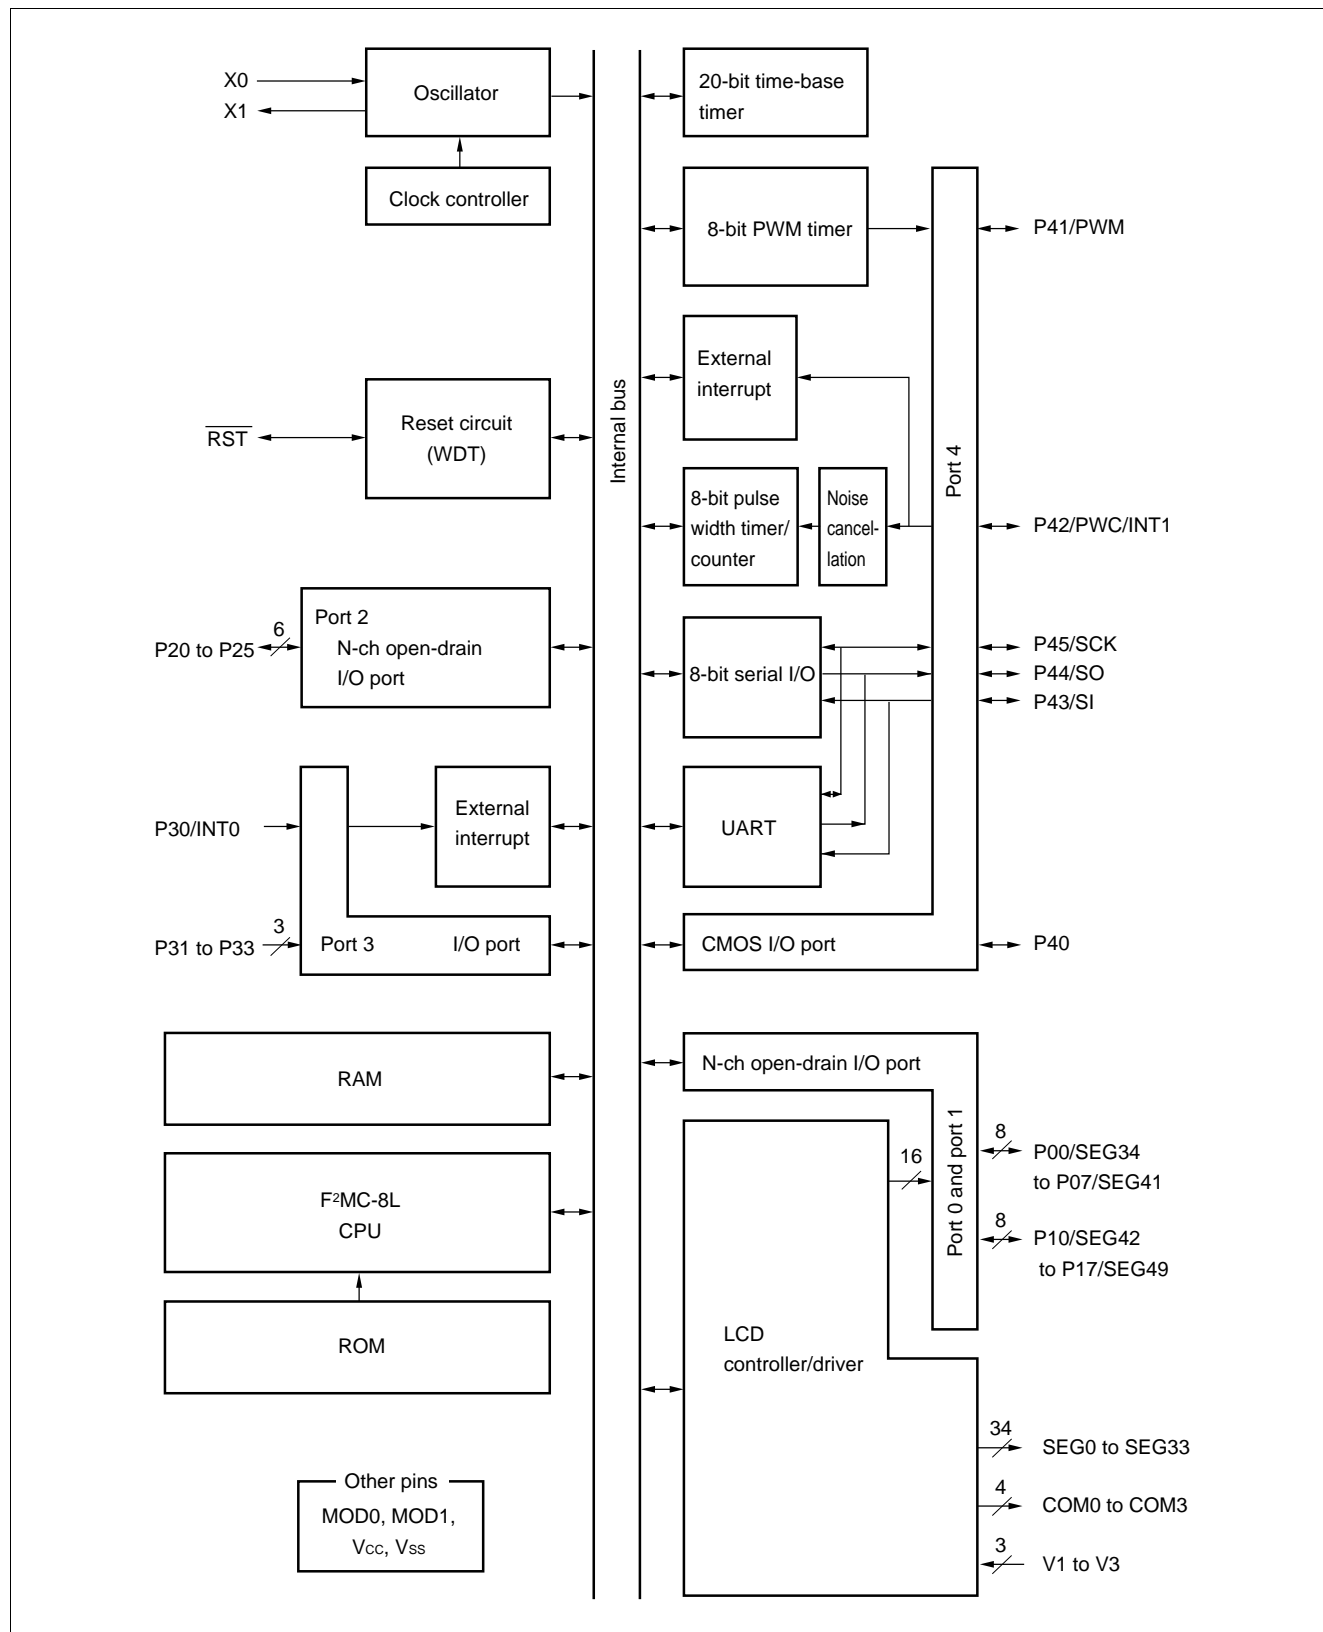 X0
X1
Oscillator
Clock controller
20-bit time-base
timer
8-bit PWM timer
P41/PWM
External
interrupt
Internal bus
Port 4
RST
Reset circuit
(WDT)
8-bit pulse
width timer/
counter
Noise
cancel-
lation
P42/PWC/INT1
P20 to P25
6
Port 2
N-ch open-drain
I/O port
8-bit serial I/O
P45/SCK
P44/SO
P43/SI
P30/INT0
External
interrupt
UART
P31 to P33
3
Port 3
I/O port
CMOS I/O port
P40
RAM
N-ch open-drain I/O port
Port 0 and port 1
F²MC-8L
CPU
16
8
P00/SEG34
to P07/SEG41
8
P10/SEG42
to P17/SEG49
ROM
LCD
controller/driver
34
SEG0 to SEG33
4
COM0 to COM3
3
V1 to V3
Other pins
MOD0, MOD1,
VCC, VSS